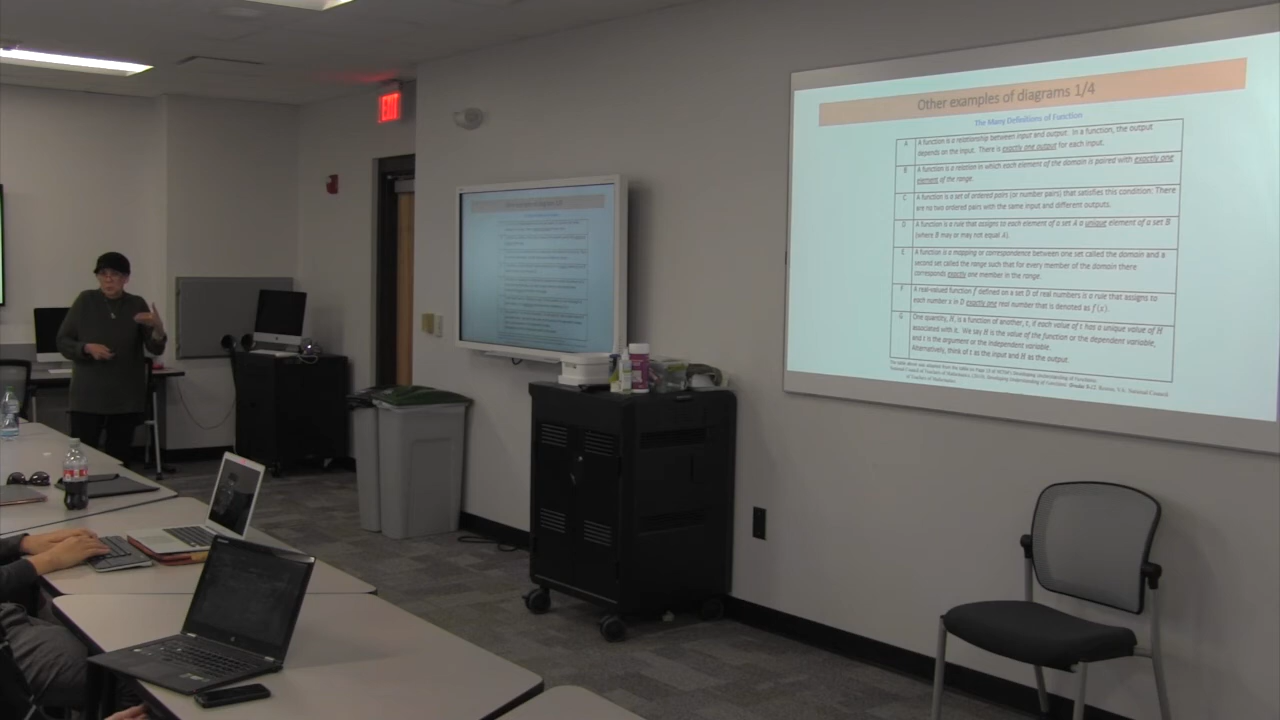 EXIT
Other examples of diagrams 1/4
The Many Definitions of Function
A
A function is a relationship between input and output. In a function, the output
depends on the input. There is exactly one output for each input.
B
A function is a relation in which each element of the domain is paired with exactly one
element of the range.
C
A function is a set of ordered pairs (or number pairs) that satisfies this condition: There
are no two ordered pairs with the same input and different outputs.
D
A function is a rule that assigns to each element of a set A a unique element of a set B
(where B may or may not equal A).
E
A function is a mapping or correspondence between one set called the domain and a
second set called the range such that for every member of the domain there
corresponds exactly one member in the range.
F
A real-valued function f defined on a set D of real numbers is a rule that assigns to
each number x in D exactly one real number that is denoted as f(x).
G
One quantity, H, is a function of another, t, if each value of t has a unique value of H
associated with it. We say H is the value of the function or the dependent variable,
and t is the argument or the independent variable.
Alternatively, think of t as the input and H as the output.